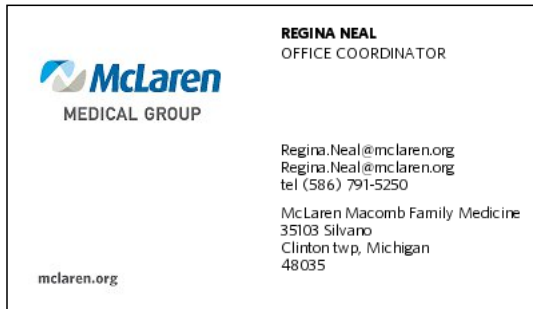 McLaren
MEDICAL GROUP
mclaren.org
REGINA NEAL
OFFICE COORDINATOR
Regina.Neal@mclaren.org
Regina.Neal@mclaren.org
tel (586) 791-5250
McLaren Macomb Family Medicine
35103 Silvano
Clinton twp, Michigan
48035